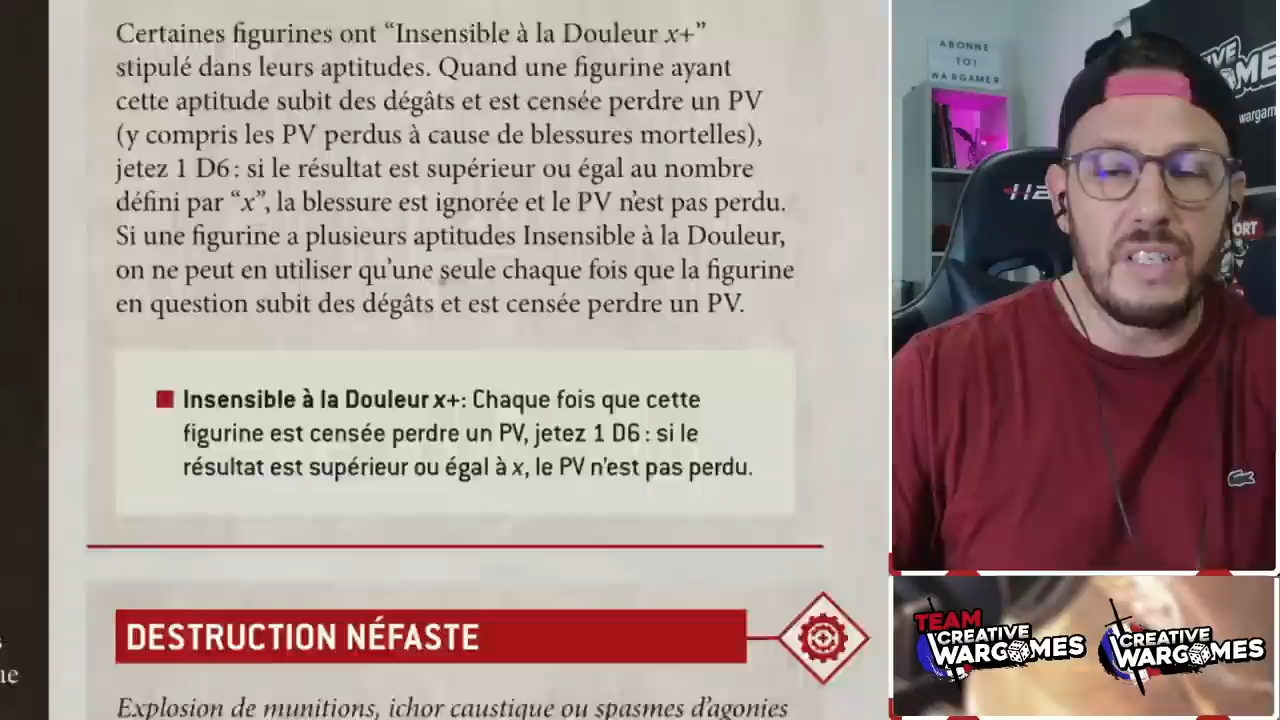 Certaines figurines ont “Insensible à la Douleur x+”
stipulé dans leurs aptitudes. Quand une figurine ayant
cette aptitude subit des dégâts et est censée perdre un PV
(y compris les PV perdus à cause de blessures mortelles),
jetez 1 D6 : si le résultat est supérieur ou égal au nombre
défini par “x”, la blessure est ignorée et le PV n’est pas perdu.
Si une figurine a plusieurs aptitudes Insensible à la Douleur,
on ne peut en utiliser qu’une seule chaque fois que la figurine
en question subit des dégâts et est censée perdre un PV.
Insensible à la Douleur x+: Chaque fois que cette
figurine est censée perdre un PV, jetez 1 D6 : si le
résultat est supérieur ou égal à x, le PV n’est pas perdu.
DESTRUCTION NÉFASTE
Explosion de munitions, ichor caustique ou spasmes d’agonies
ABONNE
TOI
WARGAMER
TEAM
CREATIVE
WARGAMES
CREATIVE
WARGAMES